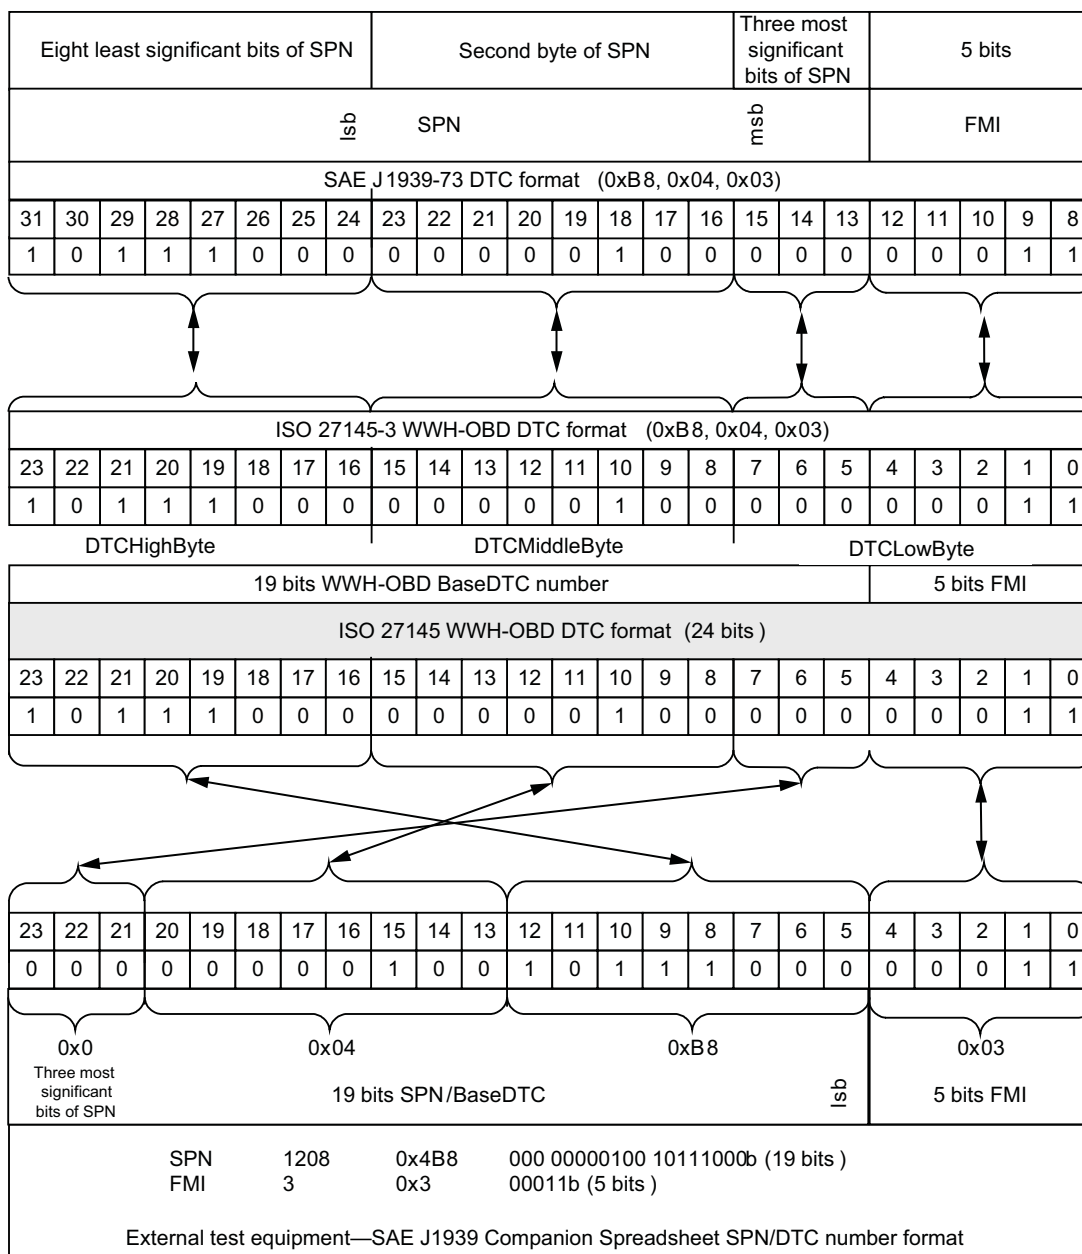 Eight least significant bits of SPN Second byte of SPN Three most significant bits of SPN 5 bits
lsb SPN msb FMI
SAE J1939-73 DTC format (0xB8, 0x04, 0x03)
31 30 29 28 27 26 25 24 23 22 21 20 19 18 17 16 15 14 13 12 11 10 9 8
1 0 1 1 1 0 0 0 0 0 0 0 0 1 0 0 0 0 0 0 0 0 1 1
ISO 27145-3 WWH-OBD DTC format (0xB8, 0x04, 0x03)
23 22 21 20 19 18 17 16 15 14 13 12 11 10 9 8 7 6 5 4 3 2 1 0
1 0 1 1 1 0 0 0 0 0 0 0 0 1 0 0 0 0 0 0 0 0 1 1
DTCHighByte DTCMiddleByte DTCLowByte
19 bits WWH-OBD BaseDTC number 5 bits FMI
ISO 27145 WWH-OBD DTC format (24 bits )
23 22 21 20 19 18 17 16 15 14 13 12 11 10 9 8 7 6 5 4 3 2 1 0
1 0 1 1 1 0 0 0 0 0 0 0 0 1 0 0 0 0 0 0 0 0 1 1
23 22 21 20 19 18 17 16 15 14 13 12 11 10 9 8 7 6 5 4 3 2 1 0
0 0 0 0 0 0 0 0 1 0 0 1 0 1 1 1 0 0 0 0 0 0 1 1
0x0 0x04 0xB8 0x03
Three most significant bits of SPN 19 bits SPN/BaseDTC lsb 5 bits FMI
SPN 1208 0x4B8 000 00000100 10111000b (19 bits )
FMI 3 0x3 00011b (5 bits )
External test equipment—SAE J1939 Companion Spreadsheet SPN/DTC number format